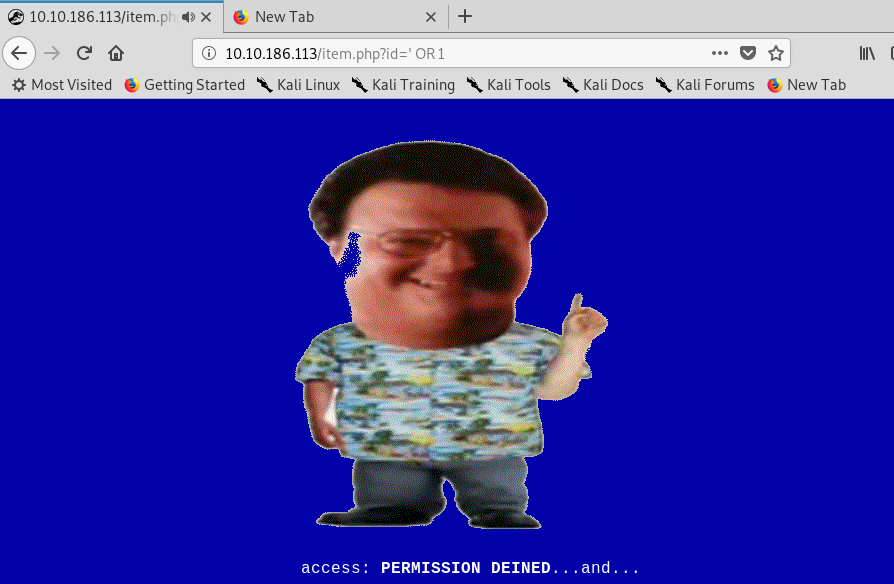 10.10.186.113/item.ph
New Tab
10.10.186.113/item.php?id=' OR 1
Most Visited Getting Started Kali Linux Kali Training Kali Tools Kali Docs Kali Forums New Tab
access: PERMISSION DEINED...and...